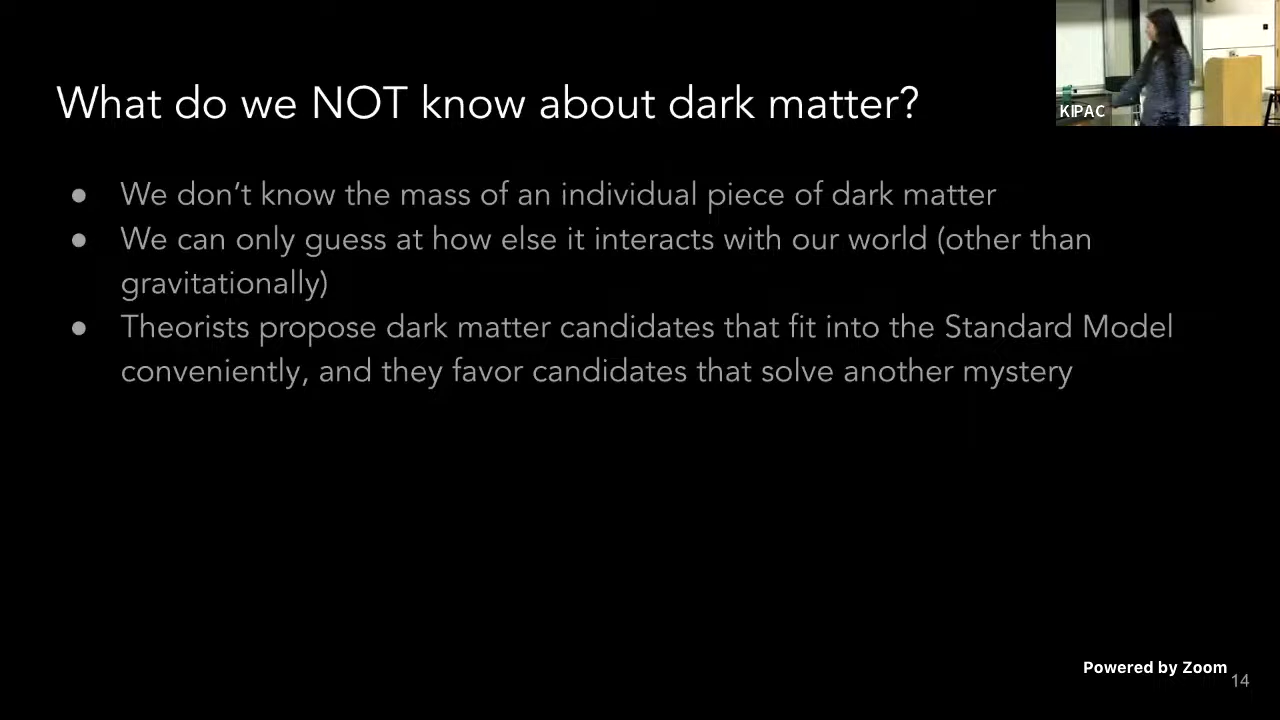 What do we NOT know about dark matter?
KIPAC
● We don't know the mass of an individual piece of dark matter
● We can only guess at how else it interacts with our world (other than
gravitationally)
● Theorists propose dark matter candidates that fit into the Standard Model
conveniently, and they favor candidates that solve another mystery
Powered by Zoom
14